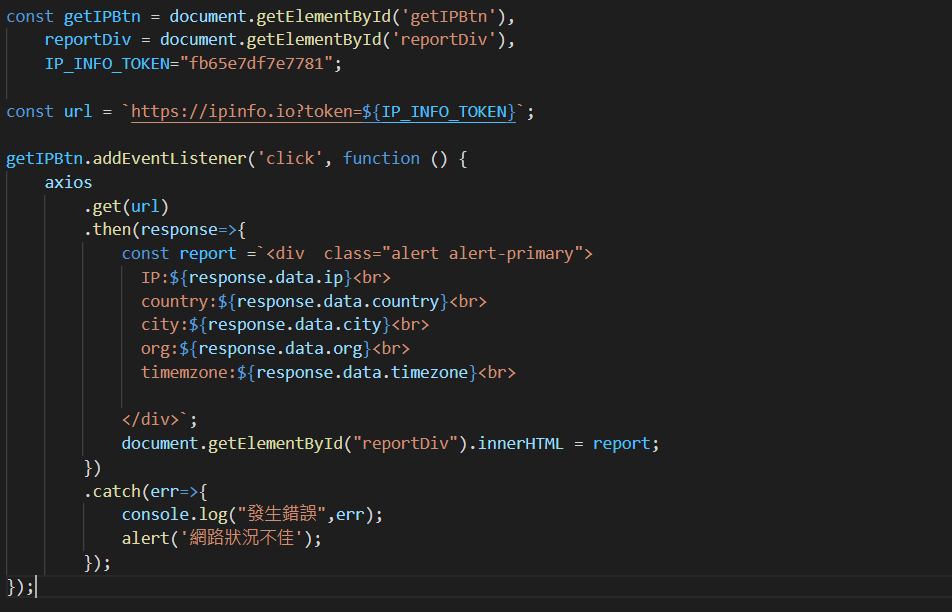 const getIPBtn = document.getElementById('getIPBtn'),
    reportDiv = document.getElementById('reportDiv'),
    IP_INFO_TOKEN="fb65e7df7e7781";

const url = `https://ipinfo.io?token=${IP_INFO_TOKEN}`;

getIPBtn.addEventListener('click', function () {
    axios
        .get(url)
        .then(response=>{
            const report =`<div  class="alert alert-primary">
              IP:${response.data.ip}<br>
              country:${response.data.country}<br>
              city:${response.data.city}<br>
              org:${response.data.org}<br>
              timemzone:${response.data.timezone}<br>

            </div>`;
            document.getElementById("reportDiv").innerHTML = report;
        })
        .catch(err=>{
            console.log("發生錯誤",err);
            alert('網路狀況不佳');
        });
});